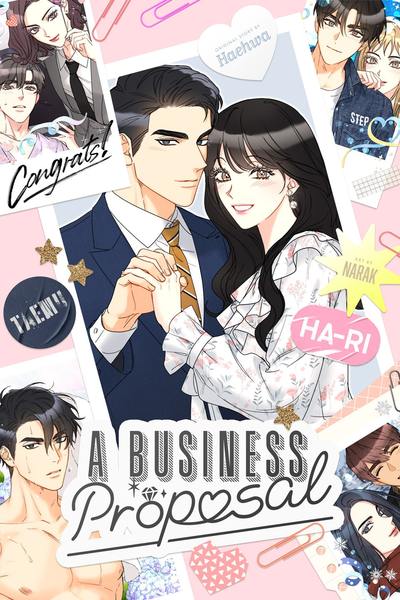 ORIGINAL STORY BY
Haehwa
STEP
Congrats!
ART BY
NARAK
TAEMU
HA-RI
A BUSINESS
Proposal